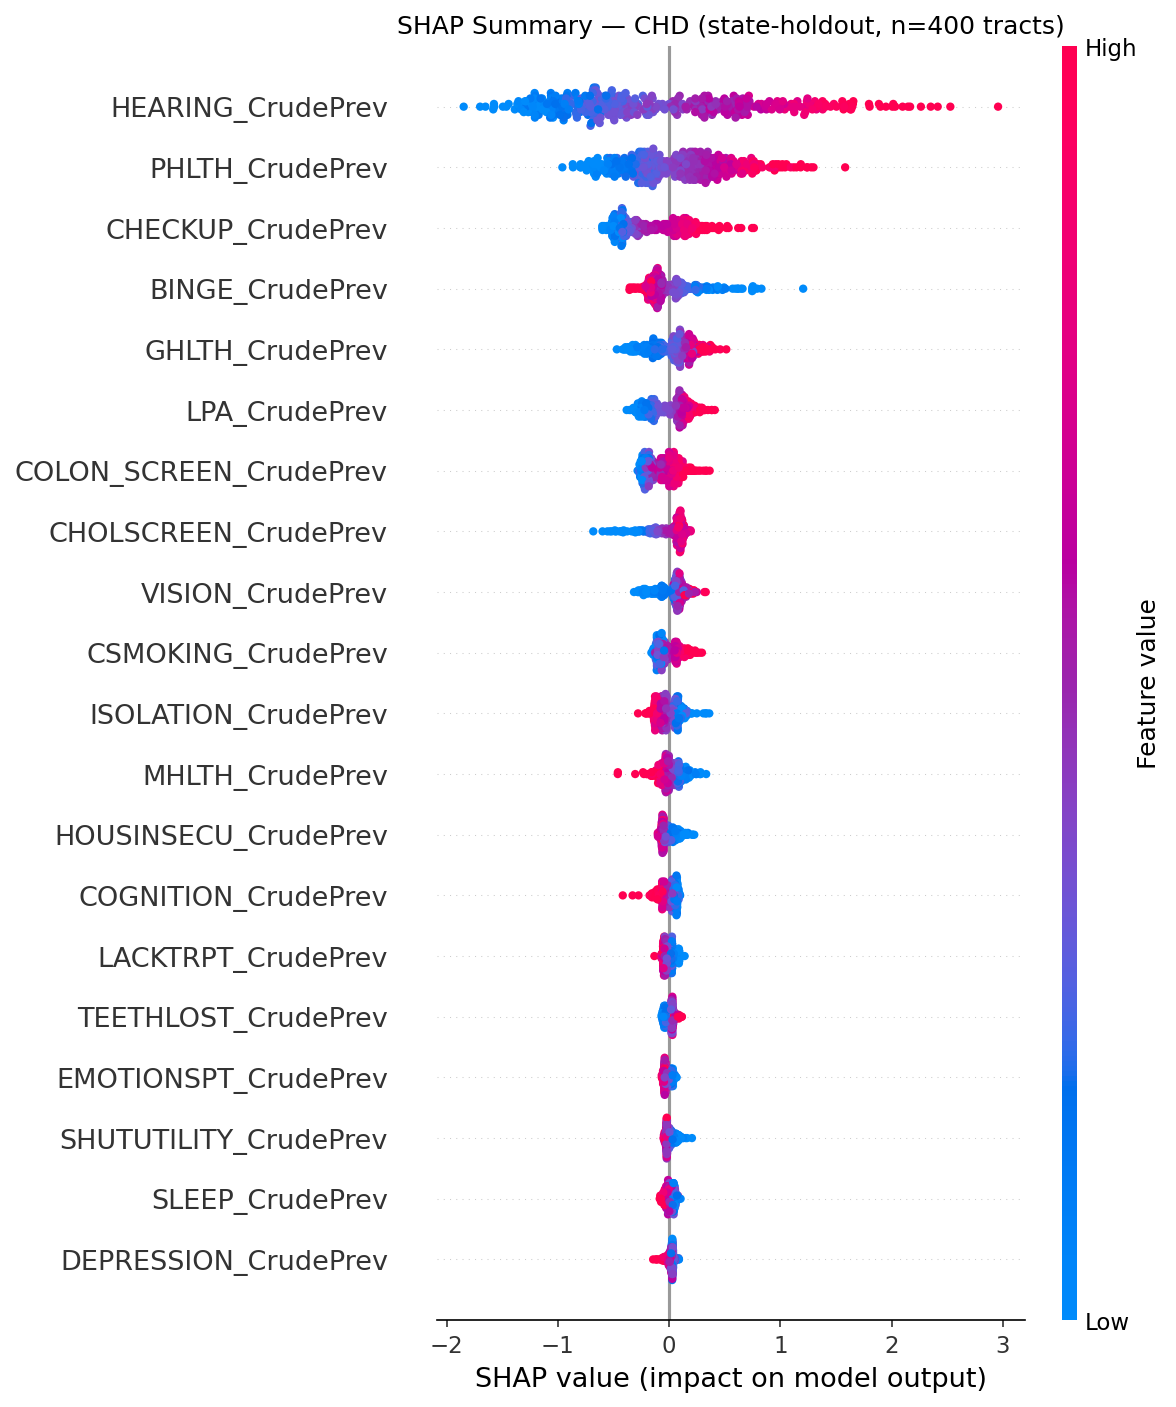 SHAP Summary — CHD (state-holdout, n=400 tracts)
High
HEARING_CrudePrev
PHLTH_CrudePrev
CHECKUP_CrudePrev
BINGE_CrudePrev
GHLTH_CrudePrev
LPA_CrudePrev
COLON_SCREEN_CrudePrev
CHOLSCREEN_CrudePrev
VISION_CrudePrev
CSMOKING_CrudePrev
ISOLATION_CrudePrev
MHLTH_CrudePrev
HOUSINSECU_CrudePrev
COGNITION_CrudePrev
LACKTRPT_CrudePrev
TEETHLOST_CrudePrev
EMOTIONSPT_CrudePrev
SHUTUTILITY_CrudePrev
SLEEP_CrudePrev
DEPRESSION_CrudePrev
Feature value
Low
−2 −1 0 1 2 3
SHAP value (impact on model output)